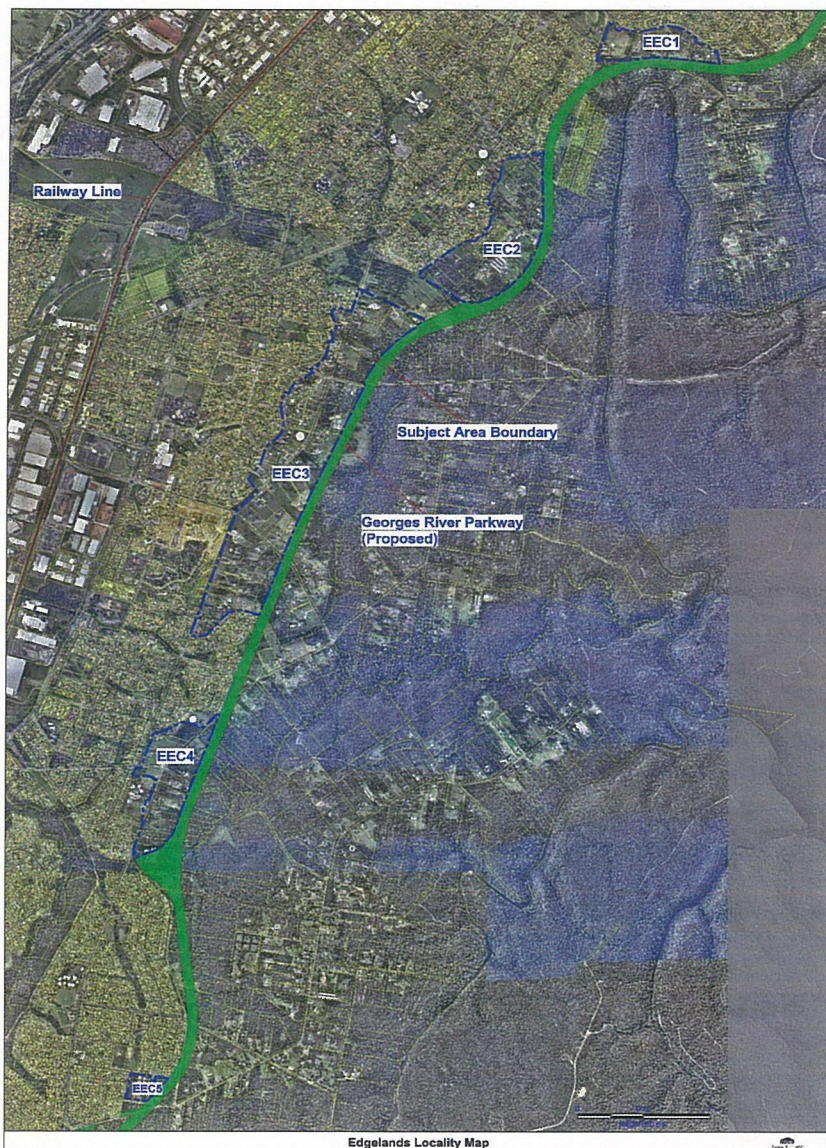 EEC1
Railway Line
EEC2
Subject Area Boundary
EEC3
Georges River Parkway
(Proposed)
EEC4
EEC5
Edgelands Locality Map